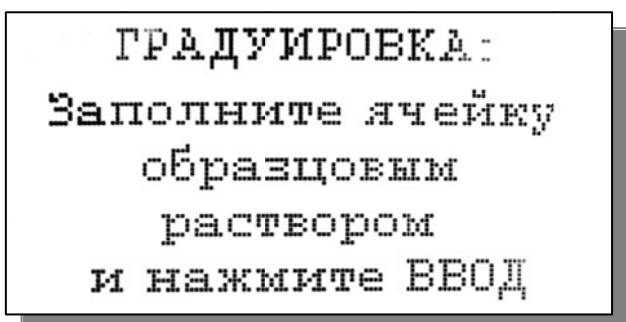 ГРАДУИРОВКА:
Заполните ячейку
образцовым
раствором
и нажмите ВВОД